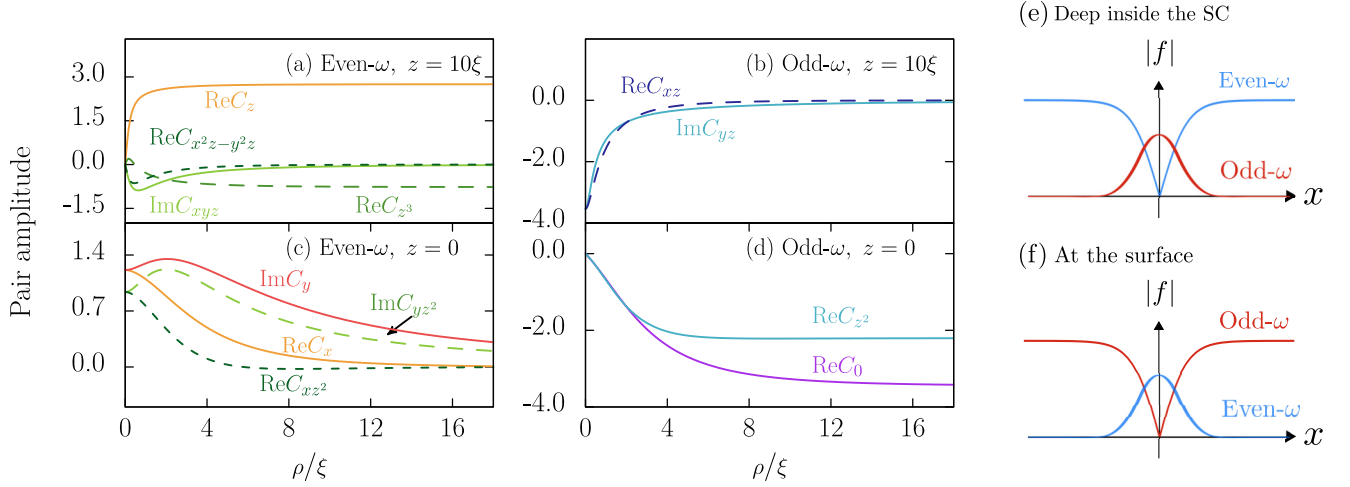 Pair amplitude
(a) Even-ω, z = 10ξ
3.0
1.5
0.0
-1.5
ReC_z
ReC_{x²z−y²z}
ImC_{xyz}
ReC_{z³}
(b) Odd-ω, z = 10ξ
0.0
-2.0
-4.0
ReC_{xz}
ImC_{yz}
(c) Even-ω, z = 0
1.4
0.7
0.0
ImC_y
ImC_{yz²}
ReC_x
ReC_{xz²}
0 4 8 12 16
ρ/ξ
(d) Odd-ω, z = 0
0.0
-2.0
-4.0
ReC_{z²}
ReC_0
0 4 8 12 16
ρ/ξ
(e) Deep inside the SC
|f|
Even-ω
Odd-ω
x
(f) At the surface
|f|
Odd-ω
Even-ω
x